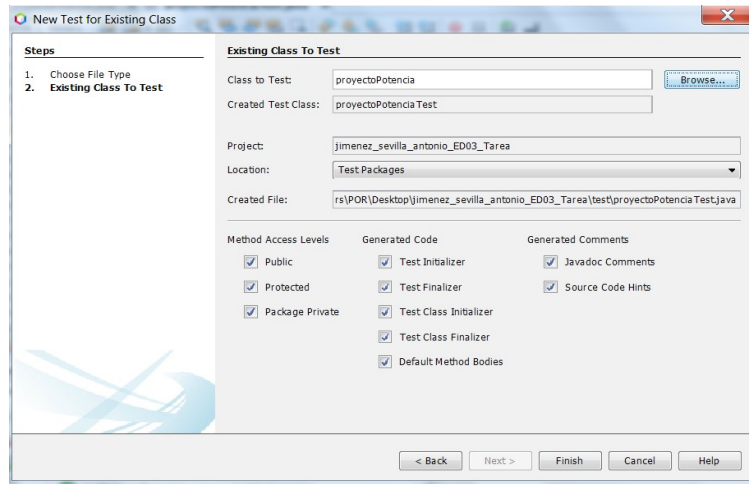 New Test for Existing Class
Steps
1. Choose File Type
2. Existing Class To Test
Existing Class To Test
Class to Test: proyectoPotencia Browse...
Created Test Class: proyectoPotenciaTest
Project: jimenez_sevilla_antonio_ED03_Tarea
Location: Test Packages
Created File: rs\POR\Desktop\jimenez_sevilla_antonio_ED03_Tarea\test\proyectoPotenciaTest.java
Method Access Levels Generated Code Generated Comments
Public Test Initializer Javadoc Comments
Protected Test Finalizer Source Code Hints
Package Private Test Class Initializer
Test Class Finalizer
Default Method Bodies
< Back Next > Finish Cancel Help